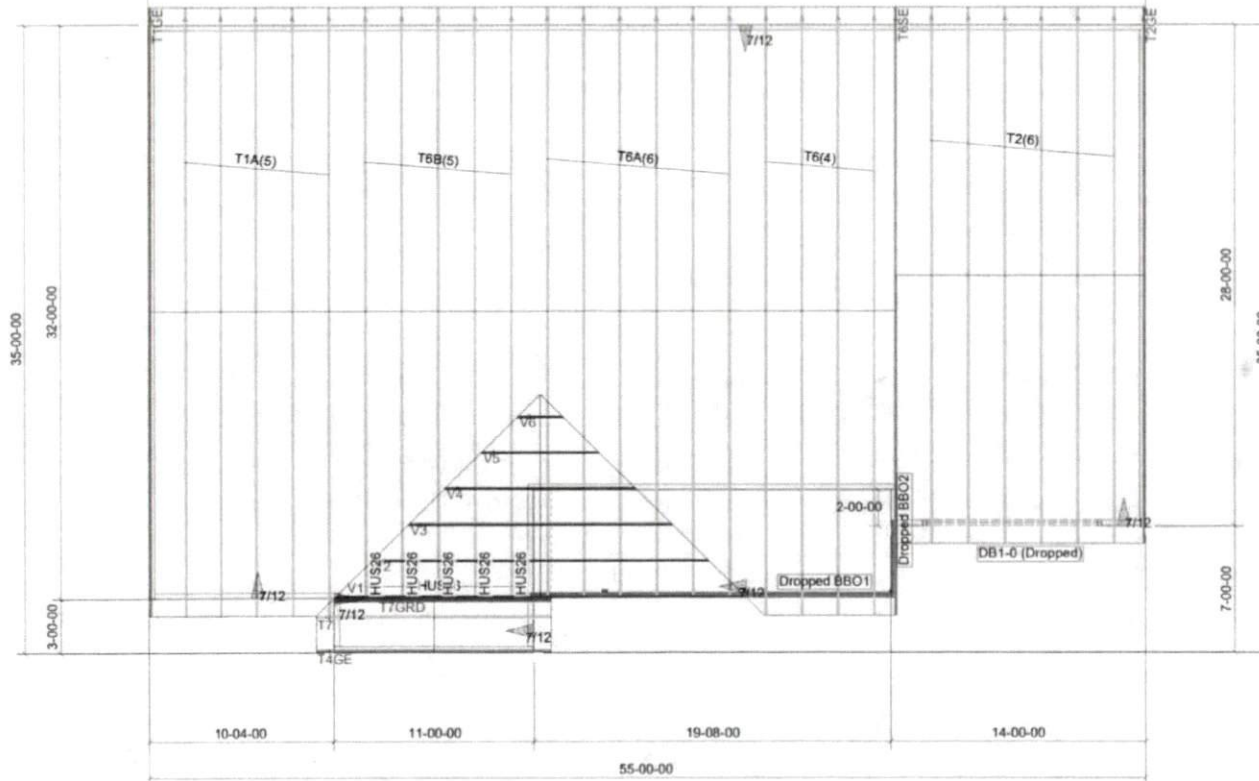 T1GE
T6SE
T2GE
7/12
T1A(5)
T6B(5)
T6A(6)
T6(4)
T2(6)
35-00-00
32-00-00
28-00-00
V6
V5
V4
V3
2-00-00
Dropped BBO2
7/12
DB1-0 (Dropped)
HUS26
HUS26
HUS26
HUS26
HUS26
V1
7/12
Dropped BBO1
7/12
7/12
T7GRD
T7
7/12
T4GE
3-00-00
7-00-00
10-04-00
11-00-00
19-08-00
14-00-00
55-00-00